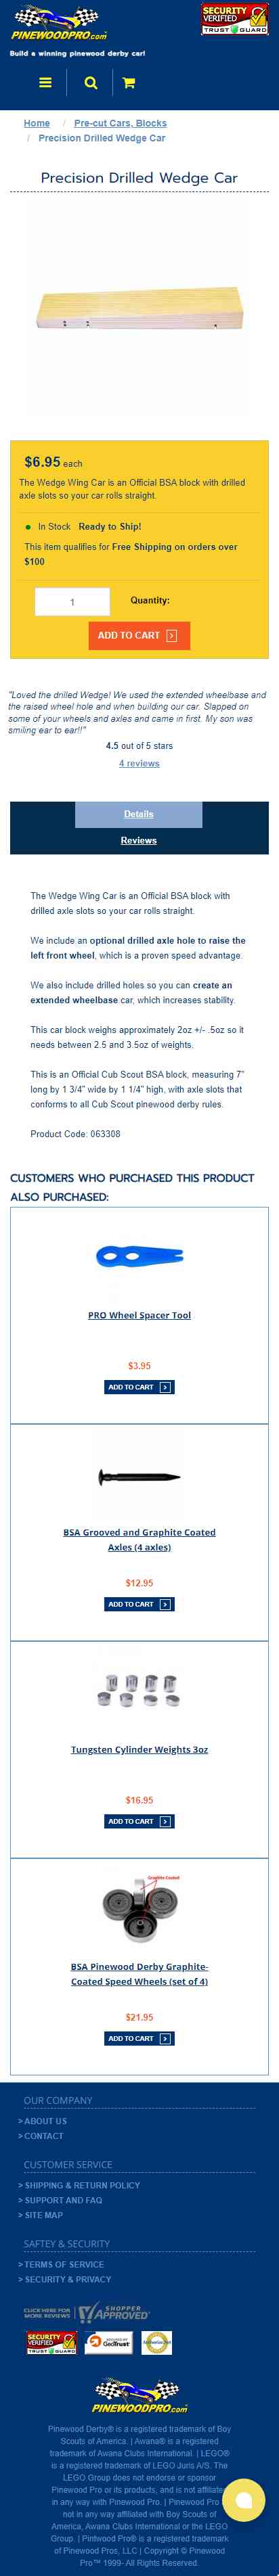 PINEWOODPRO.com
SECURITY
VERIFIED
TRUST GUARD
Build a winning pinewood derby car!
Home / Pre-cut Cars, Blocks
/ Precision Drilled Wedge Car
Precision Drilled Wedge Car
$6.95 each
The Wedge Wing Car is an Official BSA block with drilled
axle slots so your car rolls straight.
In Stock Ready to Ship!
This item qualifies for Free Shipping on orders over
$100
1 Quantity:
ADD TO CART
"Loved the drilled Wedge! We used the extended wheelbase and
the raised wheel hole and when building our car. Slapped on
some of your wheels and axles and came in first. My son was
smiling ear to ear!!"
4.5 out of 5 stars
4 reviews
Details
Reviews
The Wedge Wing Car is an Official BSA block with
drilled axle slots so your car rolls straight.
We include an optional drilled axle hole to raise the
left front wheel, which is a proven speed advantage.
We also include drilled holes so you can create an
extended wheelbase car, which increases stability.
This car block weighs approximately 2oz +/- .5oz so it
needs between 2.5 and 3.5oz of weights.
This is an Official Cub Scout BSA block, measuring 7"
long by 1 3/4" wide by 1 1/4" high, with axle slots that
conforms to all Cub Scout pinewood derby rules.
Product Code: 063308
CUSTOMERS WHO PURCHASED THIS PRODUCT
ALSO PURCHASED:
PRO Wheel Spacer Tool
$3.95
ADD TO CART
BSA Grooved and Graphite Coated
Axles (4 axles)
$12.95
ADD TO CART
Tungsten Cylinder Weights 3oz
$16.95
ADD TO CART
Graphite Coated
BSA Pinewood Derby Graphite-
Coated Speed Wheels (set of 4)
$21.95
ADD TO CART
OUR COMPANY
> ABOUT US
> CONTACT
CUSTOMER SERVICE
> SHIPPING & RETURN POLICY
> SUPPORT AND FAQ
> SITE MAP
SAFTEY & SECURITY
> TERMS OF SERVICE
> SECURITY & PRIVACY
CLICK HERE FOR
MORE REVIEWS
SHOPPER
APPROVED
SECURITY
VERIFIED
TRUST GUARD
GeoTrust
PINEWOODPRO.com
Pinewood Derby® is a registered trademark of Boy
Scouts of America. | Awana® is a registered
trademark of Awana Clubs International. | LEGO®
is a registered trademark of LEGO Juris A/S. The
LEGO Group does not endorse or sponsor
Pinewood Pro or its products, and is not affiliate
in any way with Pinewood Pro. | Pinewood Pro
not in any way affiliated with Boy Scouts of
America, Awana Clubs International or the LEGO
Group. | Pinfwood Pro® is a registered trademark
of Pinewood Pros, LLC | Copyright © Pinewood
Pro™ 1999- All Rights Reserved.